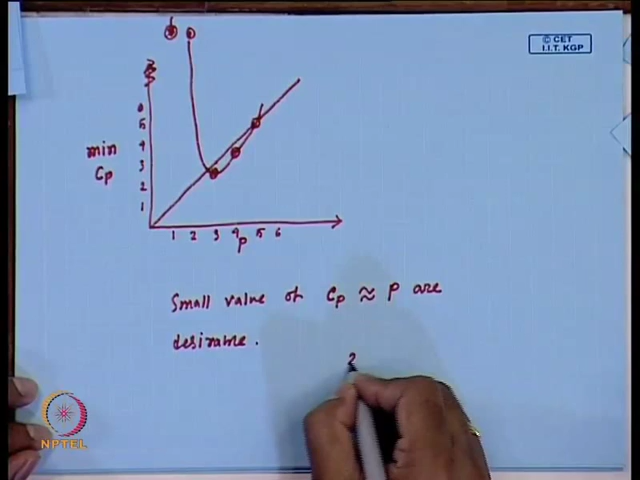 © CET
I.I.T. KGP
6
5
min 4
Cp 3
2
1
1 2 3 4 5 6
p
Small value of Cp ≈ p are
desirable.
2
NPTEL